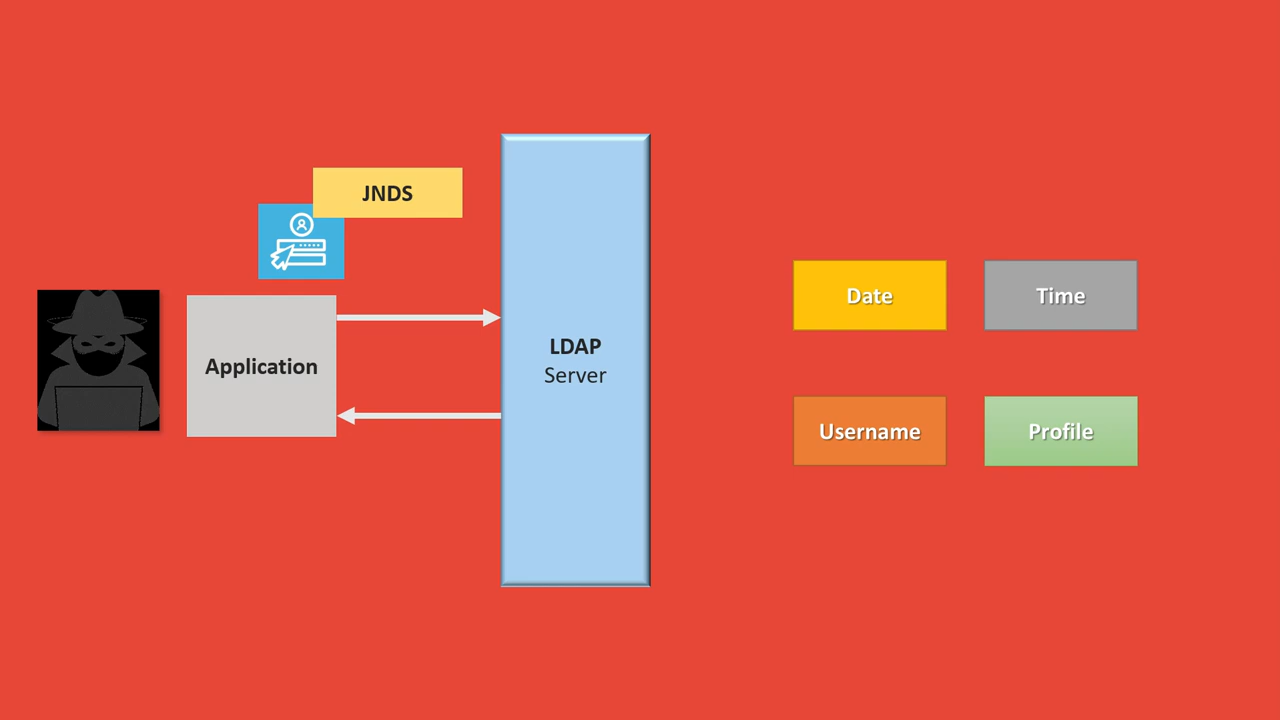 JNDS
Application
LDAP
Server
Date
Time
Username
Profile